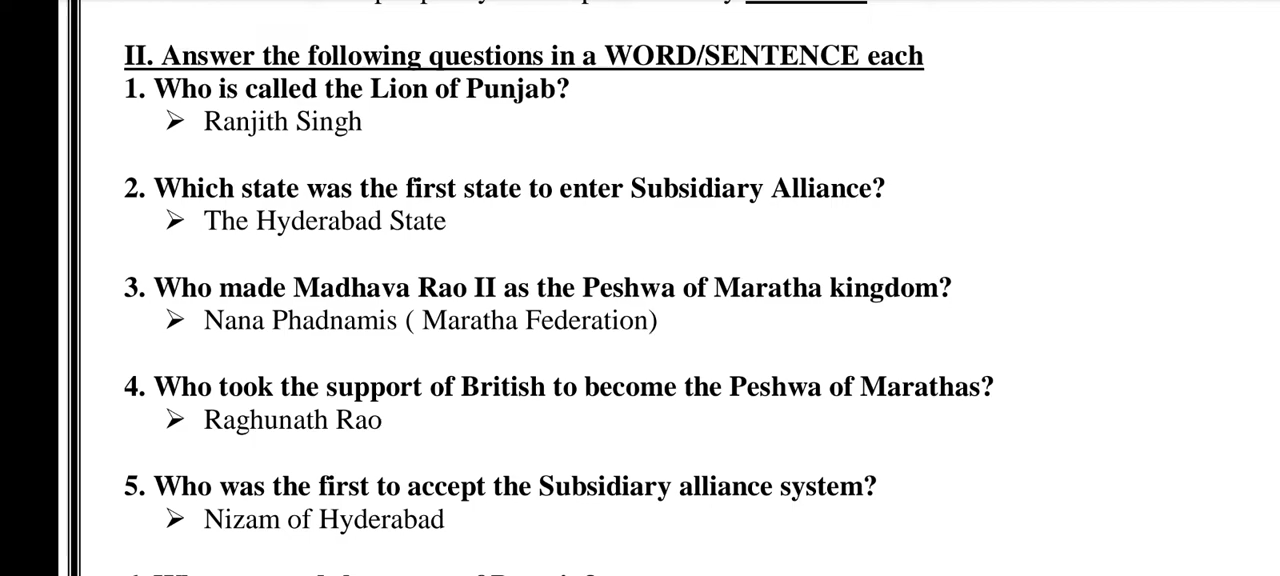 II. Answer the following questions in a WORD/SENTENCE each
1. Who is called the Lion of Punjab?
➢ Ranjith Singh
2. Which state was the first state to enter Subsidiary Alliance?
➢ The Hyderabad State
3. Who made Madhava Rao II as the Peshwa of Maratha kingdom?
➢ Nana Phadnamis ( Maratha Federation)
4. Who took the support of British to become the Peshwa of Marathas?
➢ Raghunath Rao
5. Who was the first to accept the Subsidiary alliance system?
➢ Nizam of Hyderabad